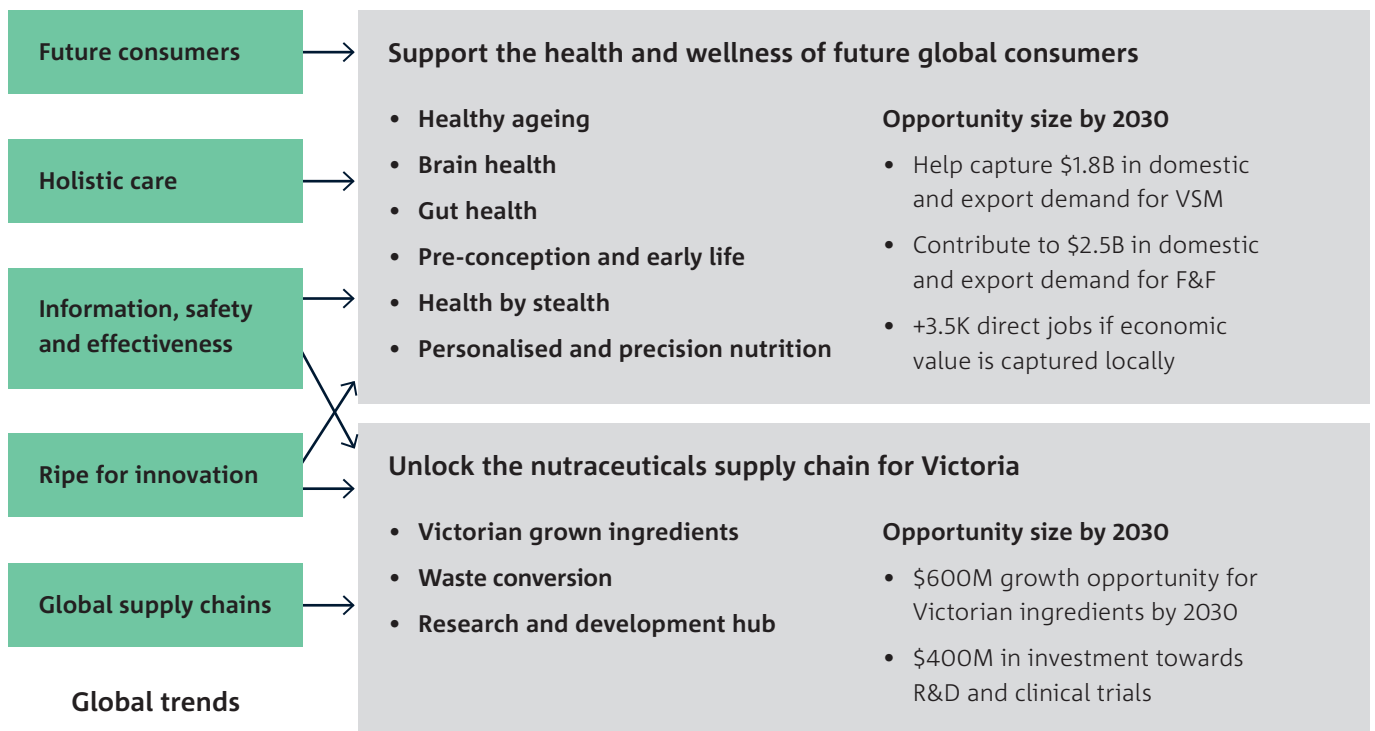 Future consumers
Holistic care
Information, safety
and effectiveness
Ripe for innovation
Global supply chains
Global trends
Support the health and wellness of future global consumers
• Healthy ageing
• Brain health
• Gut health
• Pre-conception and early life
• Health by stealth
• Personalised and precision nutrition
Opportunity size by 2030
• Help capture $1.8B in domestic
and export demand for VSM
• Contribute to $2.5B in domestic
and export demand for F&F
• +3.5K direct jobs if economic
value is captured locally
Unlock the nutraceuticals supply chain for Victoria
• Victorian grown ingredients
• Waste conversion
• Research and development hub
Opportunity size by 2030
• $600M growth opportunity for
Victorian ingredients by 2030
• $400M in investment towards
R&D and clinical trials